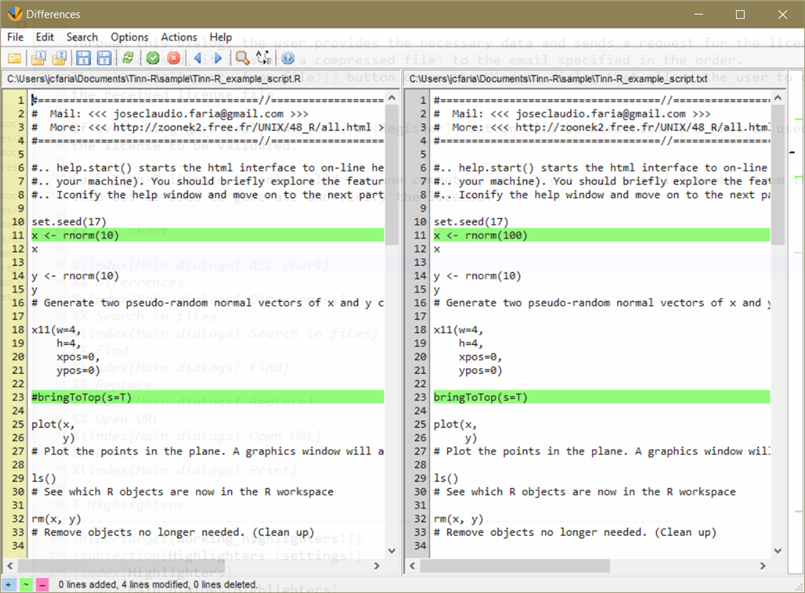 Differences
File Edit Search Options Actions Help
C:\Users\jcfaria\Documents\Tinn-R\sample\Tinn-R_example_script.R
1 #===================================//==================
2 #  Mail: <<< joseclaudio.faria@gmail.com >>>
3 #  More: <<< http://zoonek2.free.fr/UNIX/48_R/all.html >
4 #===================================//==================
5
6 #.. help.start() starts the html interface to on-line he
7 #.. your machine). You should briefly explore the featur
8 #.. Iconify the help window and move on to the next part
9
10 set.seed(17)
11 x <- rnorm(10)
12 x
13
14 y <- rnorm(10)
15 y
16 # Generate two pseudo-random normal vectors of x and y c
17
18 x11(w=4,
19     h=4,
20     xpos=0,
21     ypos=0)
22
23 #bringToTop(s=T)
24
25 plot(x,
26      y)
27 # Plot the points in the plane. A graphics window will a
28
29 ls()
30 # See which R objects are now in the R workspace
31
32 rm(x, y)
33 # Remove objects no longer needed. (Clean up)
34
C:\Users\jcfaria\Documents\Tinn-R\sample\Tinn-R_example_script.txt
1 #===================================//=================
2 #  Mail: <<< joseclaudio.faria@gmail.com >>>
3 #  More: <<< http://zoonek2.free.fr/UNIX/48_R/all.html
4 #===================================//=================
5
6 #.. help.start() starts the html interface to on-line
7 #.. your machine). You should briefly explore the feat
8 #.. Iconify the help window and move on to the next pa
9
10 set.seed(17)
11 x <- rnorm(100)
12 x
13
14 y <- rnorm(10)
15 y
16 # Generate two pseudo-random normal vectors of x and y
17
18 x11(w=4,
19     h=4,
20     xpos=0,
21     ypos=0)
22
23 bringToTop(s=T)
24
25 plot(x,
26      y)
27 # Plot the points in the plane. A graphics window wil
28
29 ls()
30 # See which R objects are now in the R workspace
31
32 rm(x, y)
33 # Remove objects no longer needed. (Clean up)
34
+ ~ – 0 lines added, 4 lines modified, 0 lines deleted.